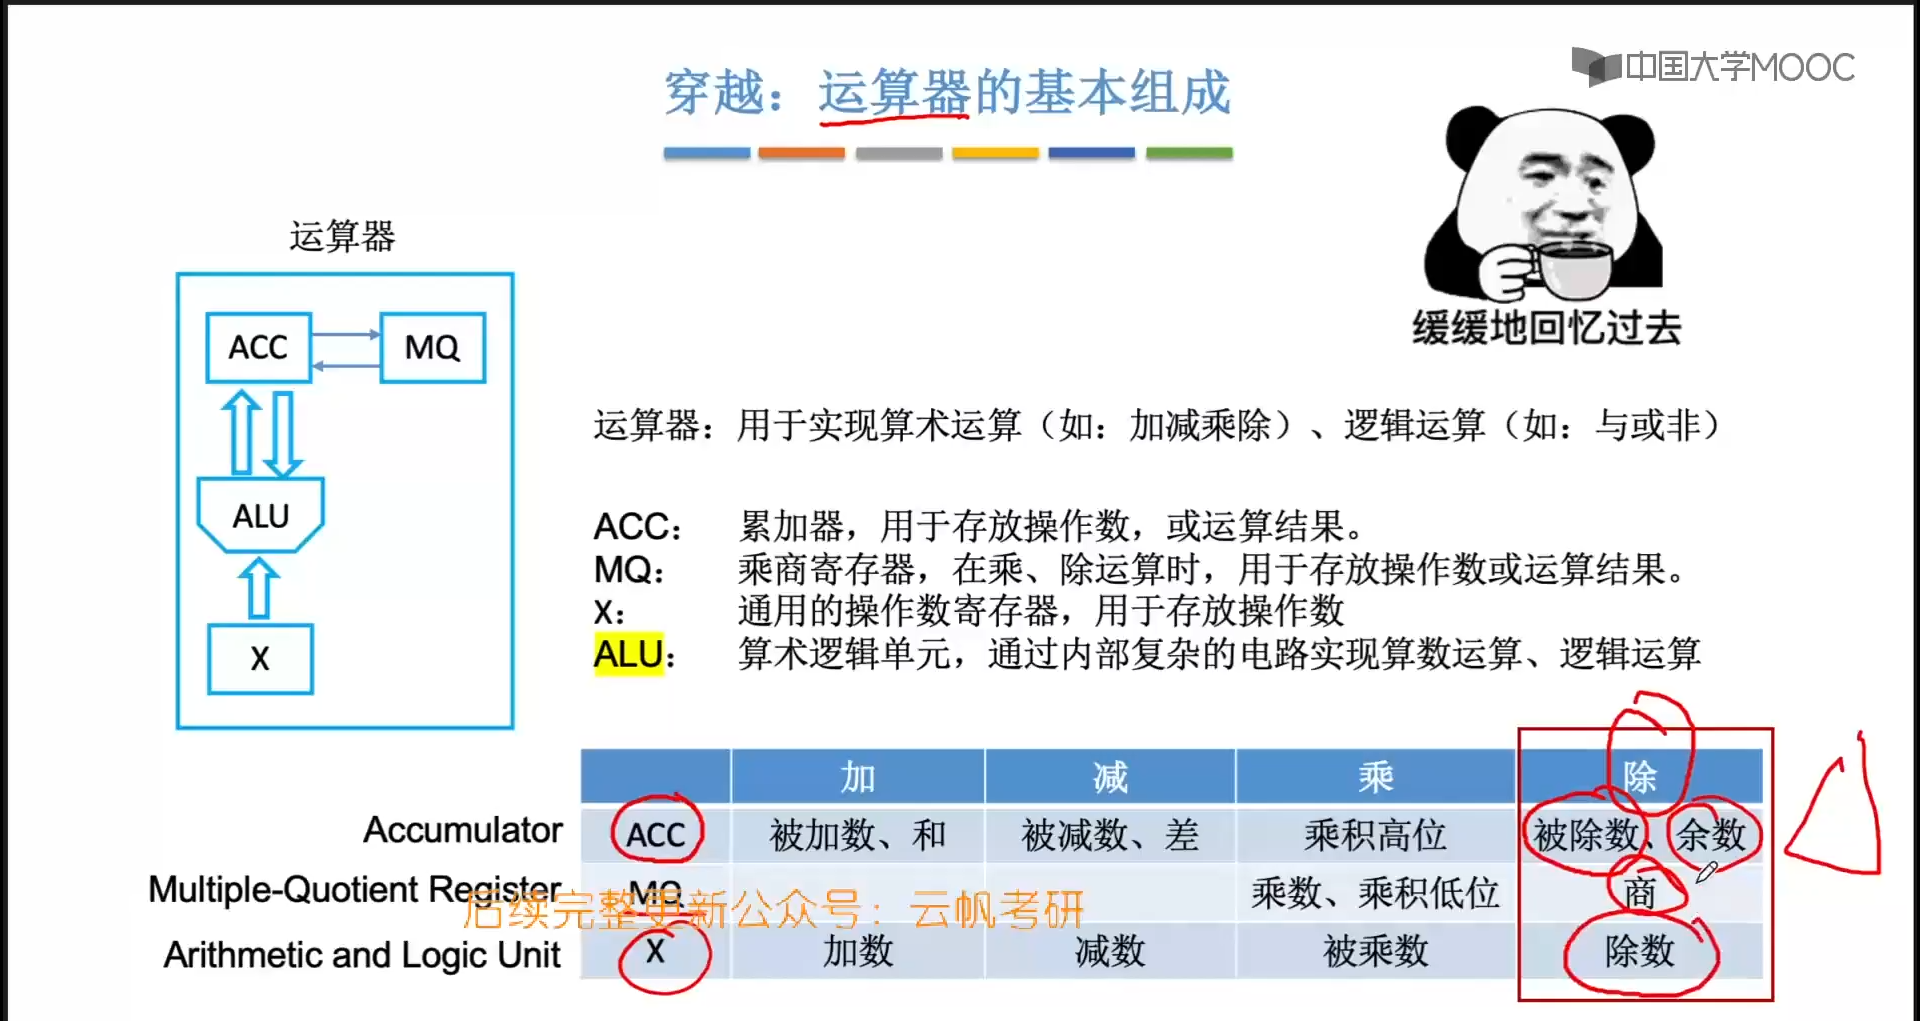 中国大学MOOC
穿越：运算器的基本组成
缓缓地回忆过去
运算器
ACC
MQ
ALU
X
运算器：用于实现算术运算（如：加减乘除）、逻辑运算（如：与或非）
ACC： 累加器，用于存放操作数，或运算结果。
MQ： 乘商寄存器，在乘、除运算时，用于存放操作数或运算结果。
X： 通用的操作数寄存器，用于存放操作数
ALU： 算术逻辑单元，通过内部复杂的电路实现算数运算、逻辑运算
加 减 乘 除
Accumulator ACC 被加数、和 被减数、差 乘积高位 被除数、余数
Multiple-Quotient Register MQ 乘数、乘积低位 商
后续完整更新公众号：云帆考研
Arithmetic and Logic Unit X 加数 减数 被乘数 除数